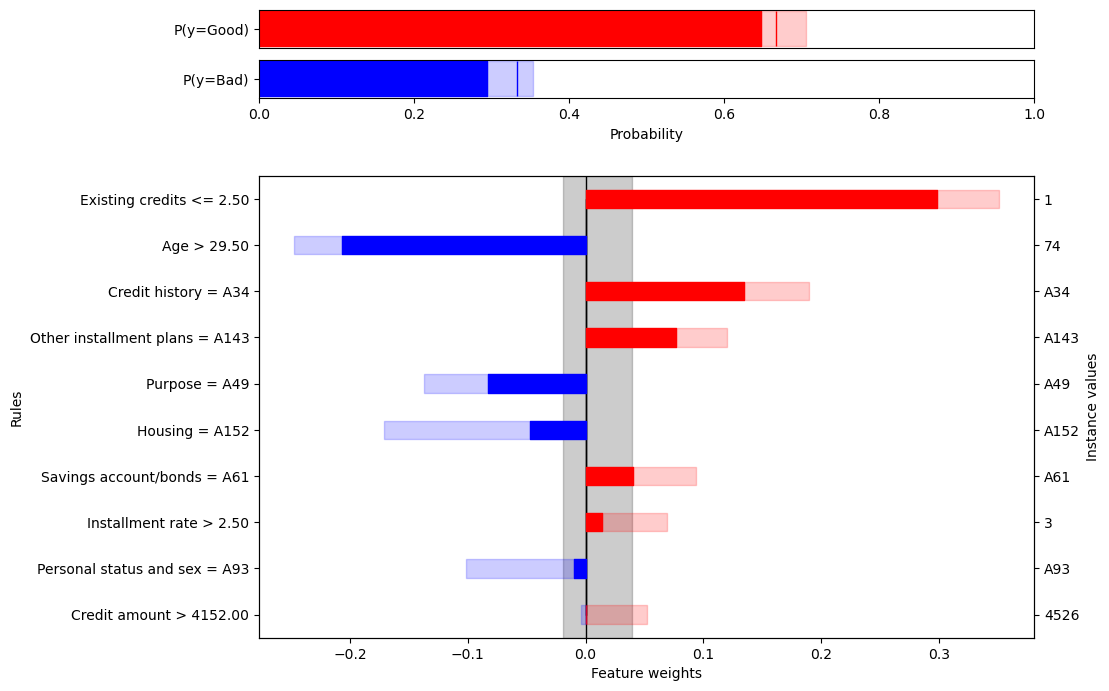 P(y=Good)
P(y=Bad)
0.0 0.2 0.4 0.6 0.8 1.0
Probability
Existing credits <= 2.50 1
Age > 29.50 74
Credit history = A34 A34
Other installment plans = A143 A143
Purpose = A49 A49
Housing = A152 A152
Savings account/bonds = A61 A61
Installment rate > 2.50 3
Personal status and sex = A93 A93
Credit amount > 4152.00 4526
Rules
Instance values
−0.2 −0.1 0.0 0.1 0.2 0.3
Feature weights